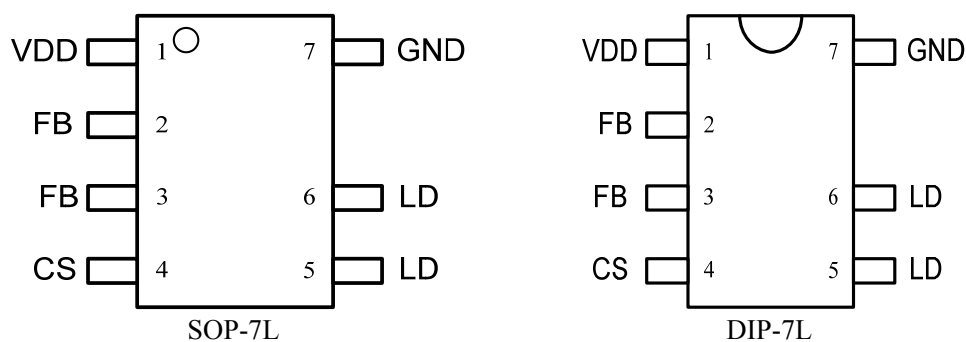 VDD 1 7 GND VDD 1 7 GND
FB 2 FB 2
FB 3 6 LD FB 3 6 LD
CS 4 5 LD CS 4 5 LD
SOP-7L DIP-7L